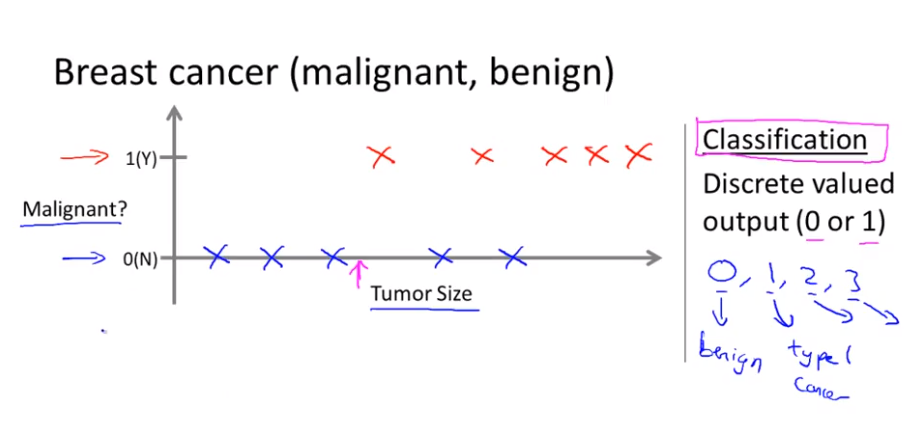 Breast cancer (malignant, benign)
1(Y)
Malignant?
0(N)
Tumor Size
Classification
Discrete valued
output (0 or 1)
0, 1, 2, 3
benign type 1
cancer